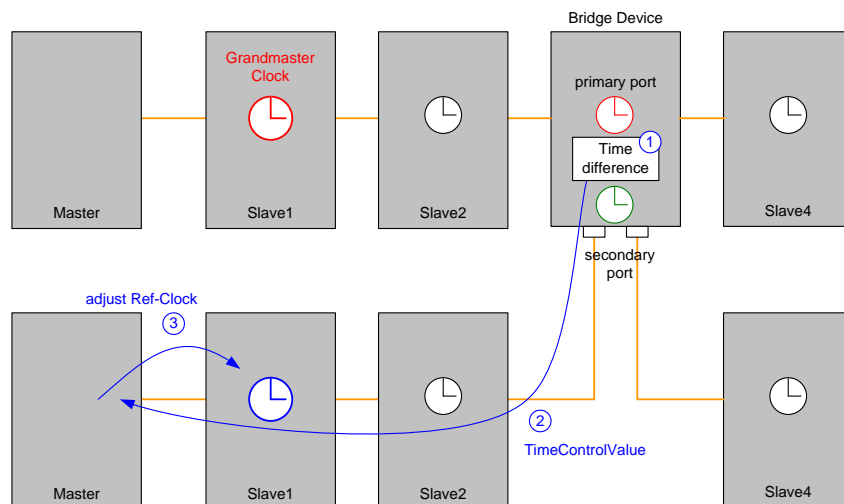 Bridge Device
Grandmaster
Clock
primary port
1
Time
difference
Master
Slave1
Slave2
Slave4
secondary
port
adjust Ref-Clock
3
2
TimeControlValue
Master
Slave1
Slave2
Slave4